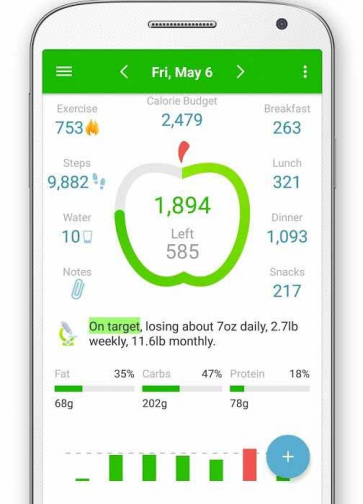 Fri, May 6
Calorie Budget
2,479
Exercise
753
Breakfast
263
Steps
9,882
Lunch
321
1,894
Left
585
Water
10
Dinner
1,093
Notes
Snacks
217
On target, losing about 7oz daily, 2.7lb
weekly, 11.6lb monthly.
Fat 35% Carbs 47% Protein 18%
68g 202g 78g